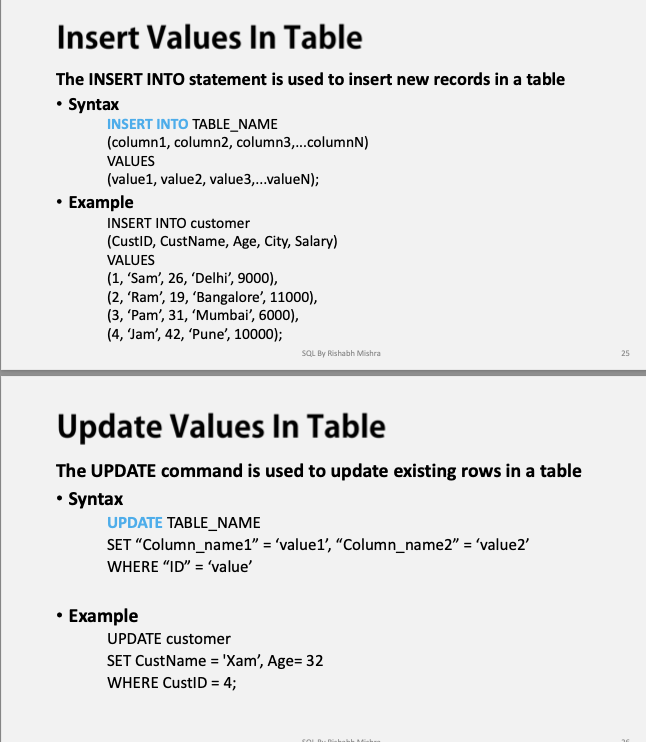 Insert Values In Table
The INSERT INTO statement is used to insert new records in a table
• Syntax
INSERT INTO TABLE_NAME
(column1, column2, column3,...columnN)
VALUES
(value1, value2, value3,...valueN);
• Example
INSERT INTO customer
(CustID, CustName, Age, City, Salary)
VALUES
(1, ‘Sam’, 26, ‘Delhi’, 9000),
(2, ‘Ram’, 19, ‘Bangalore’, 11000),
(3, ‘Pam’, 31, ‘Mumbai’, 6000),
(4, ‘Jam’, 42, ‘Pune’, 10000);
SQL By Rishabh Mishra
25
Update Values In Table
The UPDATE command is used to update existing rows in a table
• Syntax
UPDATE TABLE_NAME
SET “Column_name1” = ‘value1’, “Column_name2” = ‘value2’
WHERE “ID” = ‘value’
• Example
UPDATE customer
SET CustName = 'Xam’, Age= 32
WHERE CustID = 4;
SQL By Rishabh Mishra
26